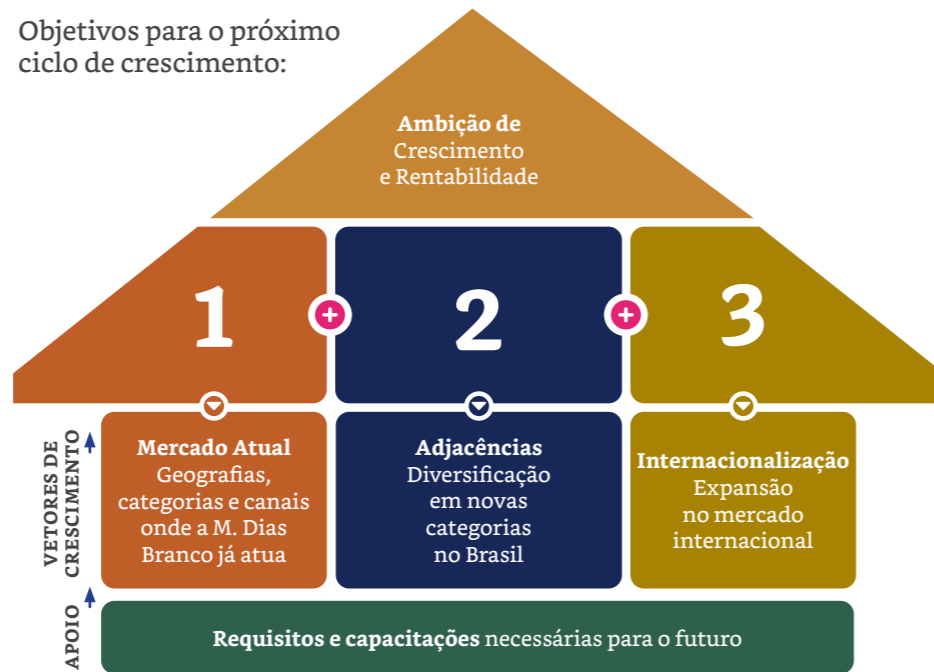 Objetivos para o próximo
ciclo de crescimento:
Ambição de
Crescimento
e Rentabilidade
1
2
3
Mercado Atual
Geografias,
categorias e canais
onde a M. Dias
Branco já atua
Adjacências
Diversificação
em novas
categorias
no Brasil
Internacionalização
Expansão
no mercado
internacional
VETORES DE
CRESCIMENTO
APOIO
Requisitos e capacitações necessárias para o futuro